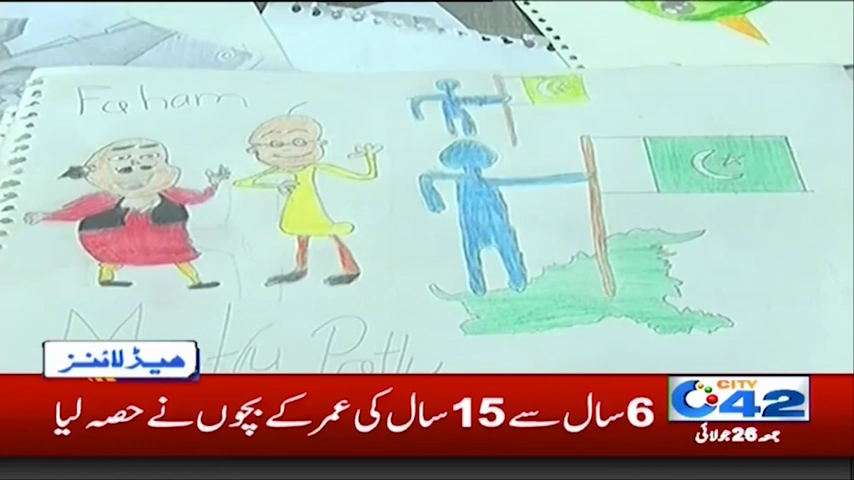 Faham
Motu Patlu
ھیڈلائنز
6 سال سے 15 سال کی عمر کے بچوں نے حصہ لیا
CITY
42
جمعہ 26 جولائی